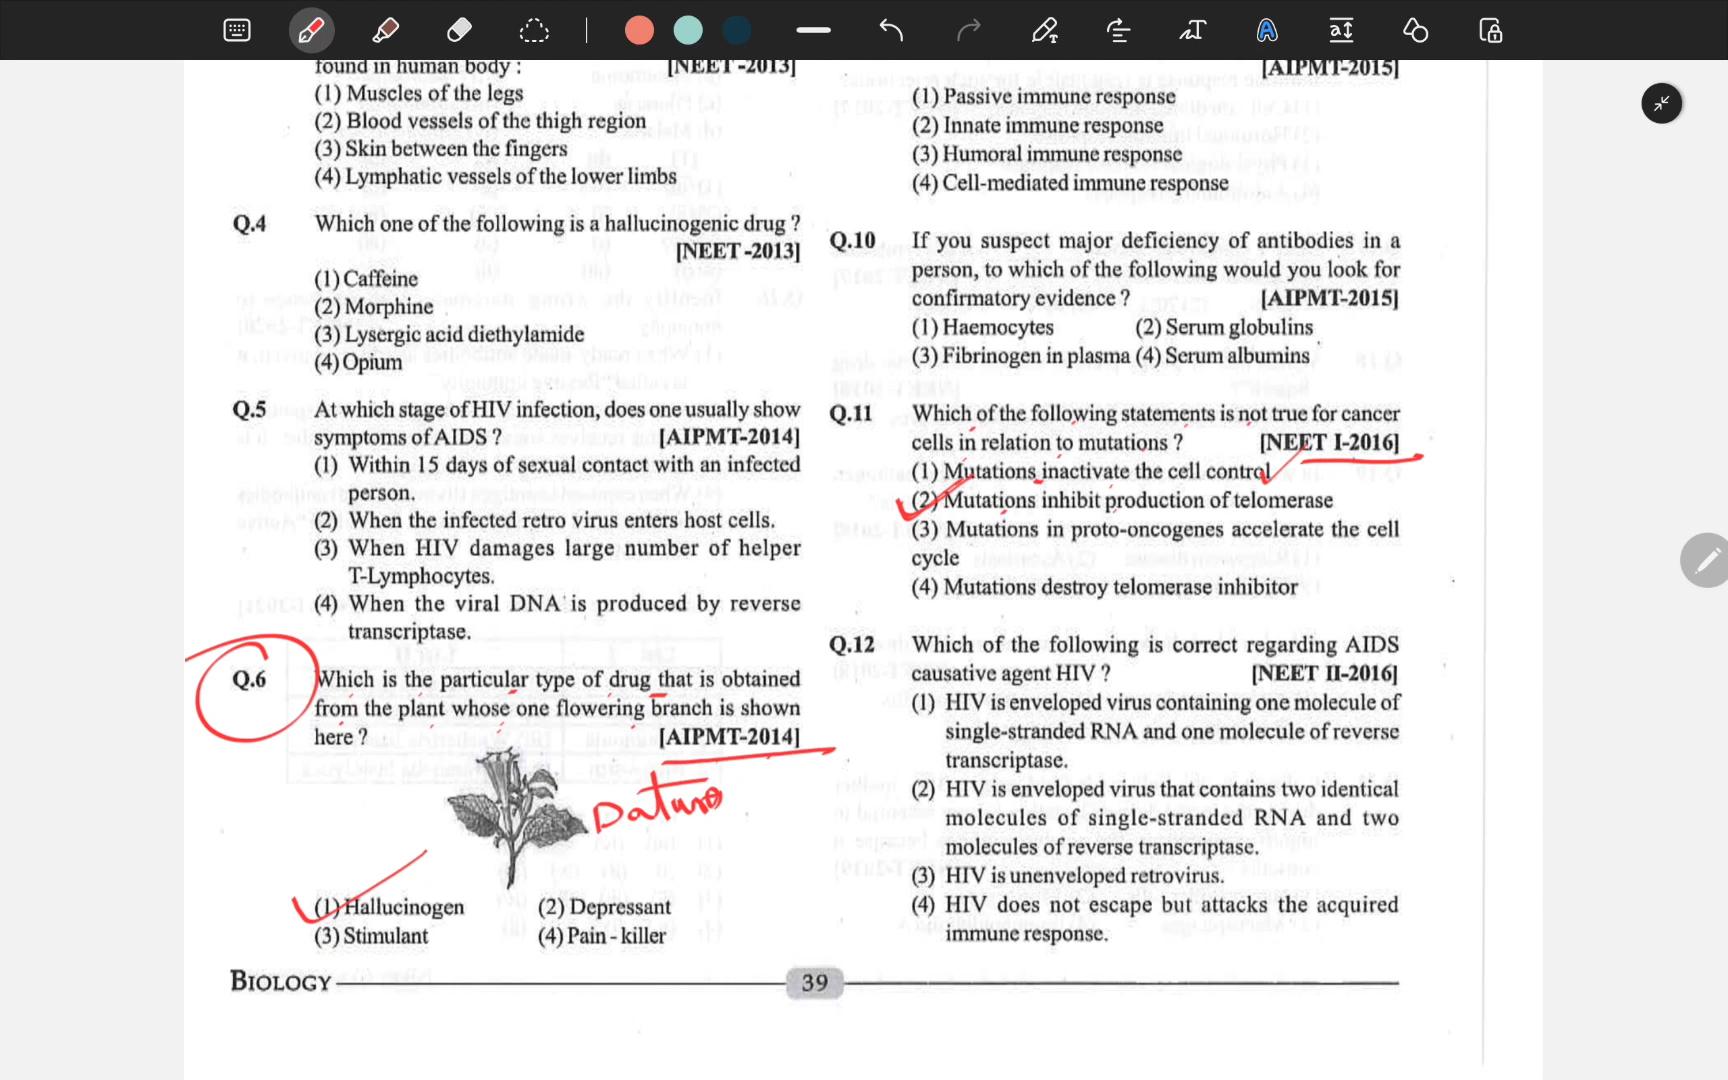 found in human body : [NEET-2013]
(1) Muscles of the legs
(2) Blood vessels of the thigh region
(3) Skin between the fingers
(4) Lymphatic vessels of the lower limbs
Q.4 Which one of the following is a hallucinogenic drug ?
[NEET-2013]
(1) Caffeine
(2) Morphine
(3) Lysergic acid diethylamide
(4) Opium
Q.5 At which stage of HIV infection, does one usually show
symptoms of AIDS ? [AIPMT-2014]
(1) Within 15 days of sexual contact with an infected
person.
(2) When the infected retro virus enters host cells.
(3) When HIV damages large number of helper
T-Lymphocytes.
(4) When the viral DNA is produced by reverse
transcriptase.
Q.6 Which is the particular type of drug that is obtained
from the plant whose one flowering branch is shown
here ? [AIPMT-2014]
Datura
(1) Hallucinogen (2) Depressant
(3) Stimulant (4) Pain - killer
[AIPMT-2015]
(1) Passive immune response
(2) Innate immune response
(3) Humoral immune response
(4) Cell-mediated immune response
Q.10 If you suspect major deficiency of antibodies in a
person, to which of the following would you look for
confirmatory evidence ? [AIPMT-2015]
(1) Haemocytes (2) Serum globulins
(3) Fibrinogen in plasma (4) Serum albumins
Q.11 Which of the following statements is not true for cancer
cells in relation to mutations ? [NEET I-2016]
(1) Mutations inactivate the cell control
(2) Mutations inhibit production of telomerase
(3) Mutations in proto-oncogenes accelerate the cell
cycle
(4) Mutations destroy telomerase inhibitor
Q.12 Which of the following is correct regarding AIDS
causative agent HIV ? [NEET II-2016]
(1) HIV is enveloped virus containing one molecule of
single-stranded RNA and one molecule of reverse
transcriptase.
(2) HIV is enveloped virus that contains two identical
molecules of single-stranded RNA and two
molecules of reverse transcriptase.
(3) HIV is unenveloped retrovirus.
(4) HIV does not escape but attacks the acquired
immune response.
BIOLOGY 39